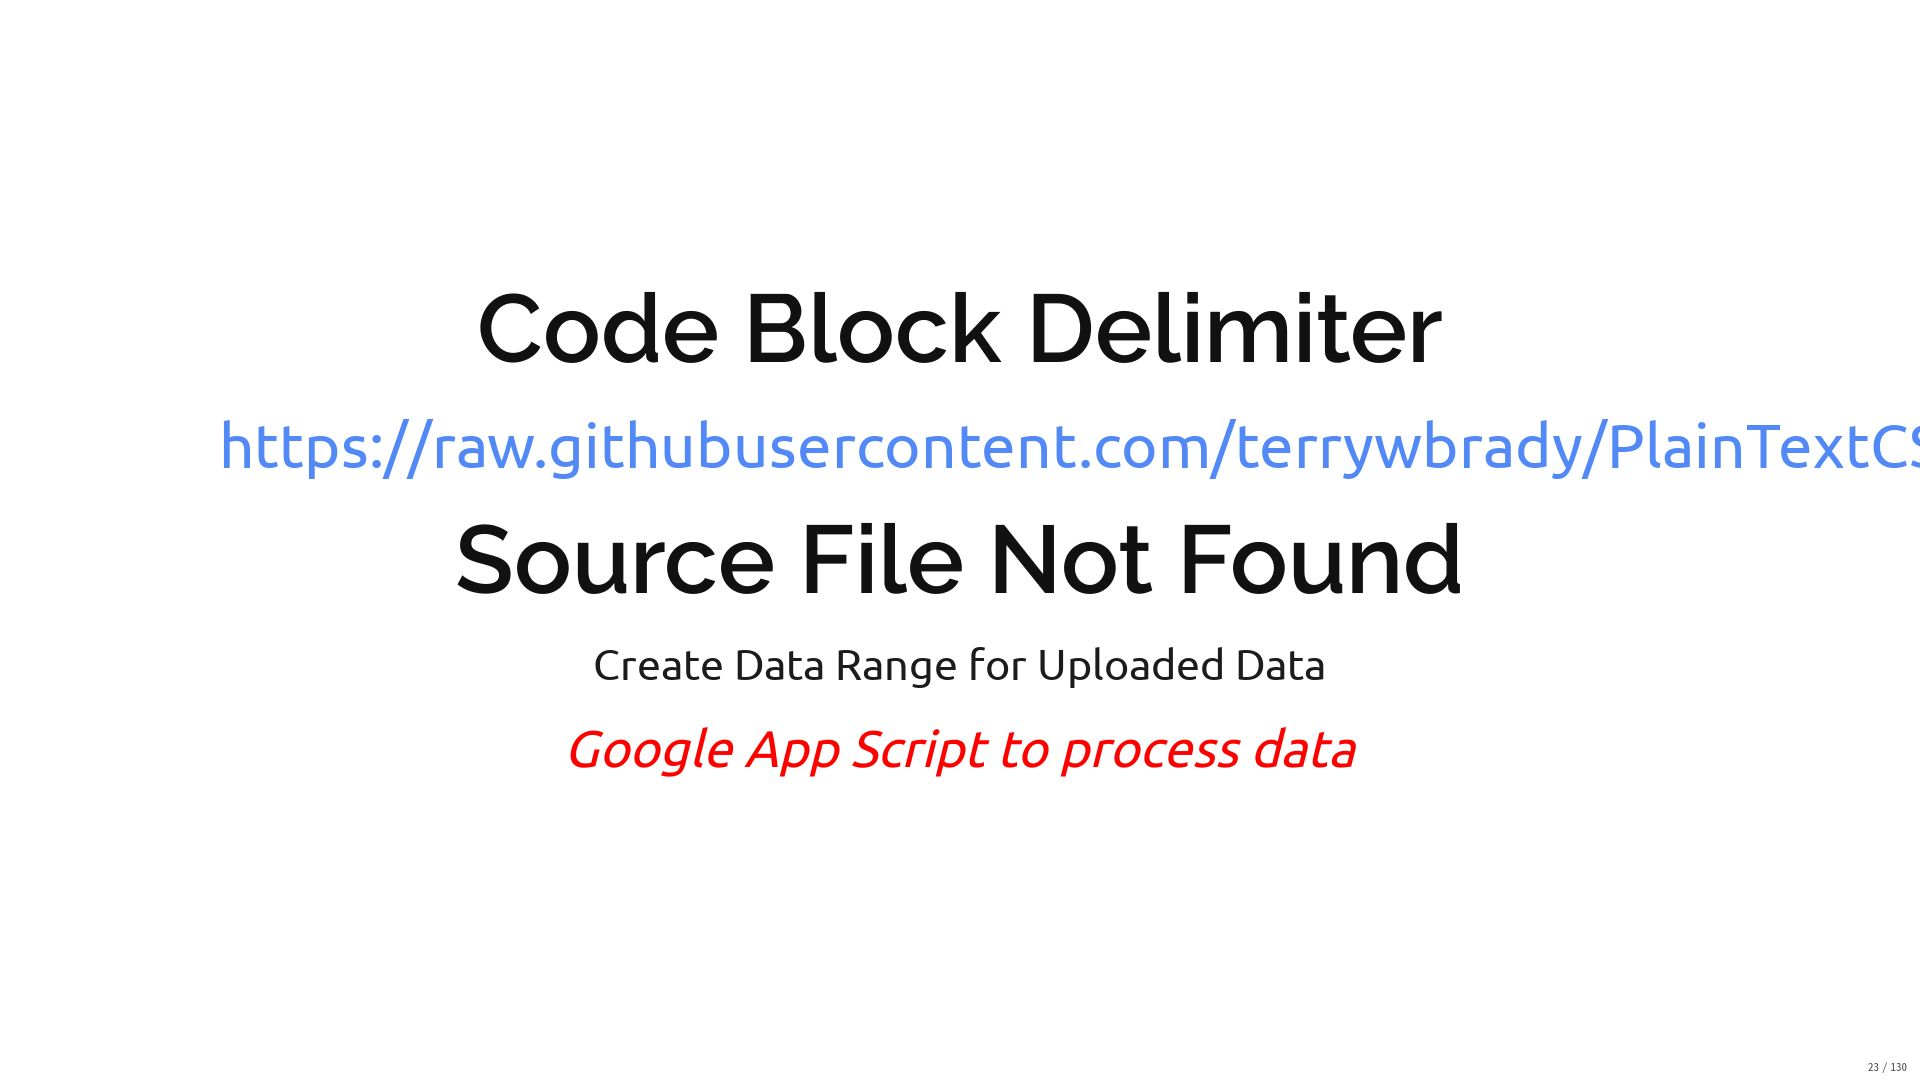 Code Block Delimiter
https://raw.githubusercontent.com/terrywbrady/PlainTextCS
Source File Not Found
Create Data Range for Uploaded Data
Google App Script to process data
23 / 130